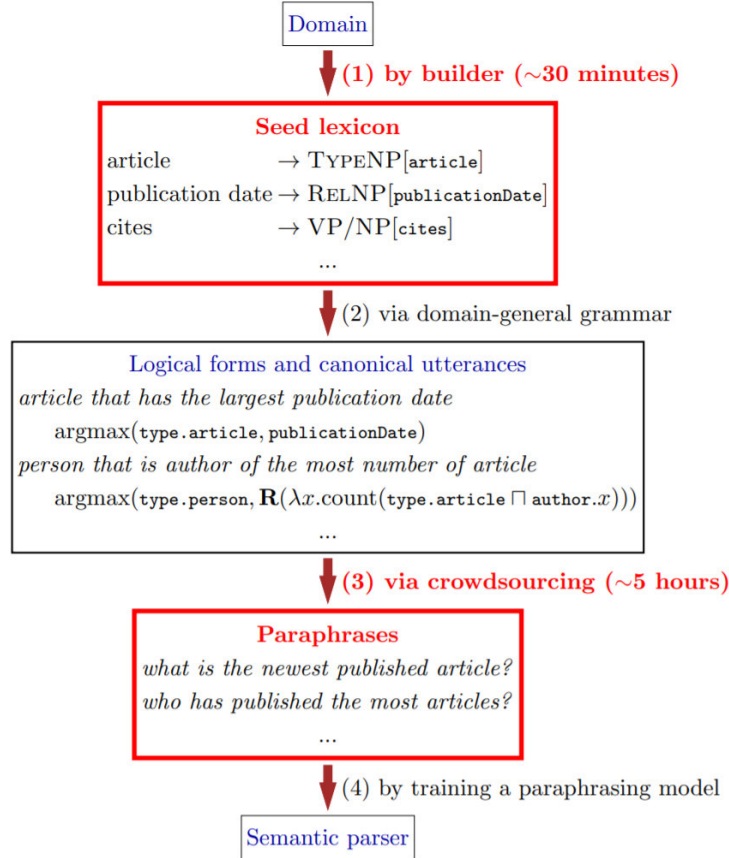 Domain
(1) by builder (∼30 minutes)
Seed lexicon
article → TYPENP[article]
publication date → RELNP[publicationDate]
cites → VP/NP[cites]
...
(2) via domain-general grammar
Logical forms and canonical utterances
article that has the largest publication date
argmax(type.article, publicationDate)
person that is author of the most number of article
argmax(type.person, R(λx.count(type.article ⊓ author.x)))
...
(3) via crowdsourcing (∼5 hours)
Paraphrases
what is the newest published article?
who has published the most articles?
...
(4) by training a paraphrasing model
Semantic parser